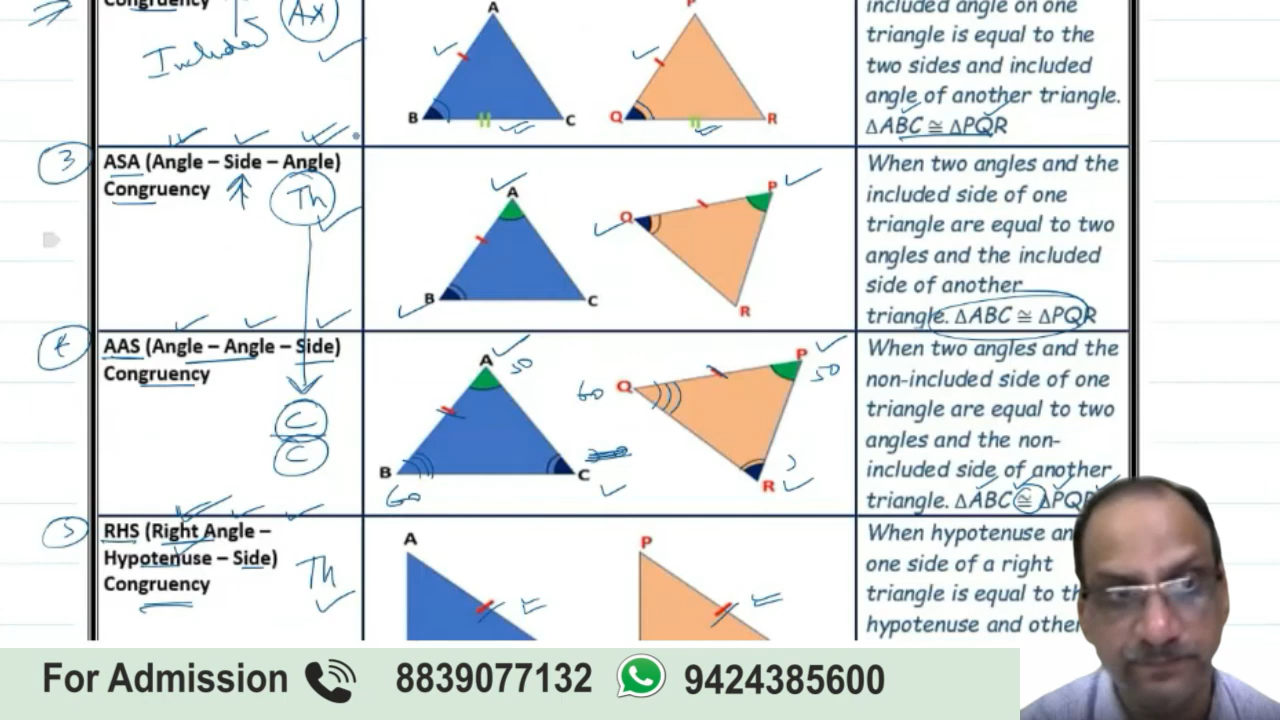 Congruency
Included
S
Ax
A
B
C
P
Q
R
included angle on one
triangle is equal to the
two sides and included
angle of another triangle.
ΔABC ≅ ΔPQR
3
ASA (Angle – Side – Angle)
Congruency
Th
A
B
C
P
Q
R
When two angles and the
included side of one
triangle are equal to two
angles and the included
side of another
triangle. ΔABC ≅ ΔPQR
4
AAS (Angle – Angle – Side)
Congruency
C
C
A
50
B
60
C
P
50
Q
60
R
When two angles and the
non-included side of one
triangle are equal to two
angles and the non-
included side of another
triangle. ΔABC ≅ ΔPQR
5
RHS (Right Angle –
Hypotenuse – Side)
Congruency
Th
A
P
When hypotenuse an
one side of a right
triangle is equal to th
hypotenuse and other
For Admission 8839077132 9424385600